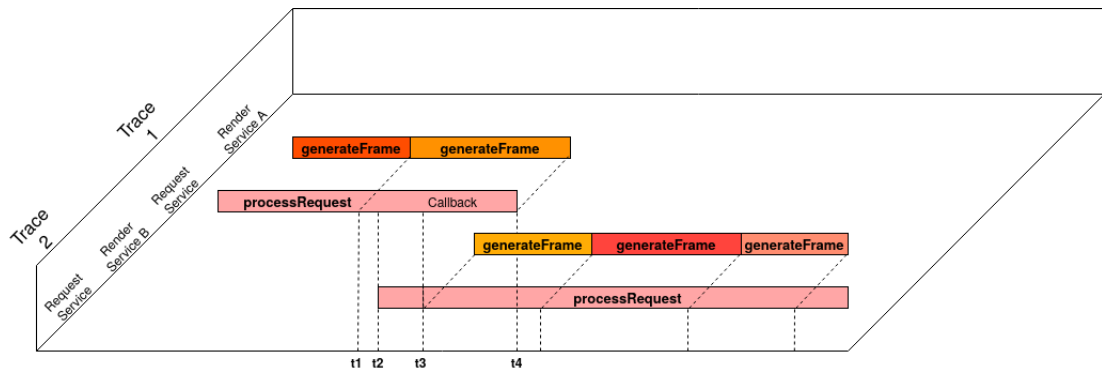 Trace
1
Render
Service A
generateFrame
generateFrame
Request
Service
processRequest
Callback
Trace
2
Render
Service B
generateFrame
generateFrame
generateFrame
Request
Service
processRequest
t1
t2
t3
t4